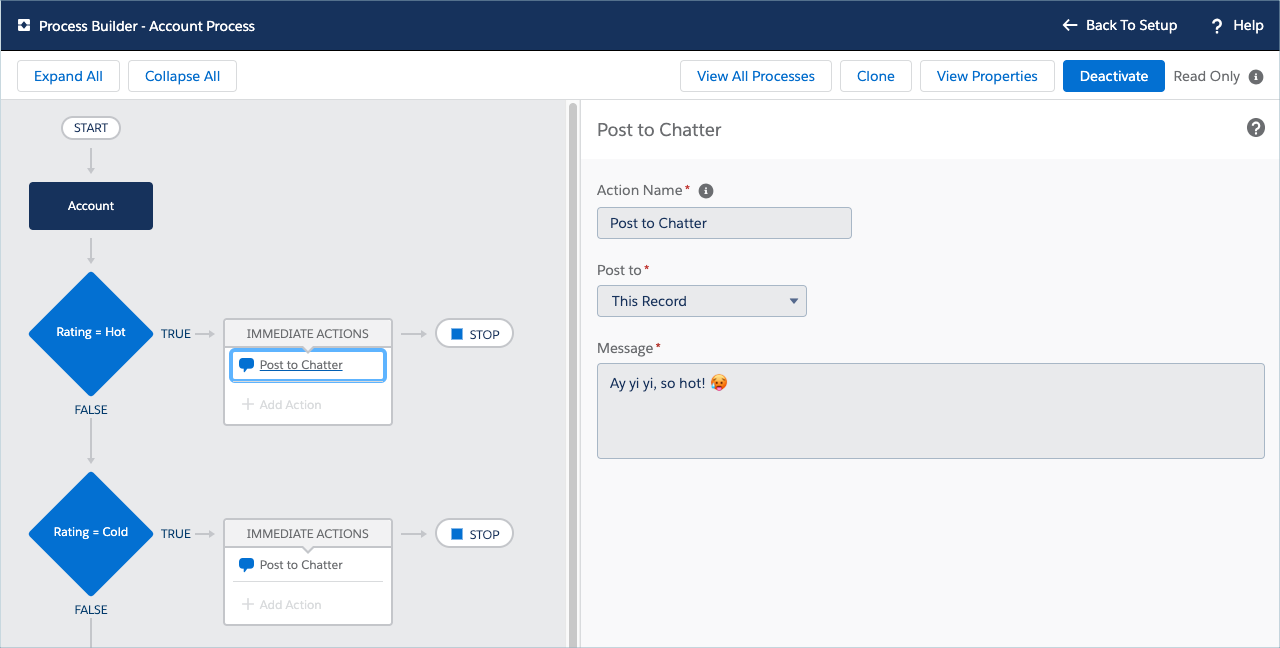 Process Builder - Account Process
Back To Setup
? Help
Expand All
Collapse All
View All Processes
Clone
View Properties
Deactivate
Read Only
START
Account
Rating = Hot
TRUE
IMMEDIATE ACTIONS
STOP
Post to Chatter
+ Add Action
FALSE
Rating = Cold
TRUE
IMMEDIATE ACTIONS
STOP
Post to Chatter
+ Add Action
FALSE
Post to Chatter
Action Name*
Post to Chatter
Post to*
This Record
Message*
Ay yi yi, so hot! 🥵